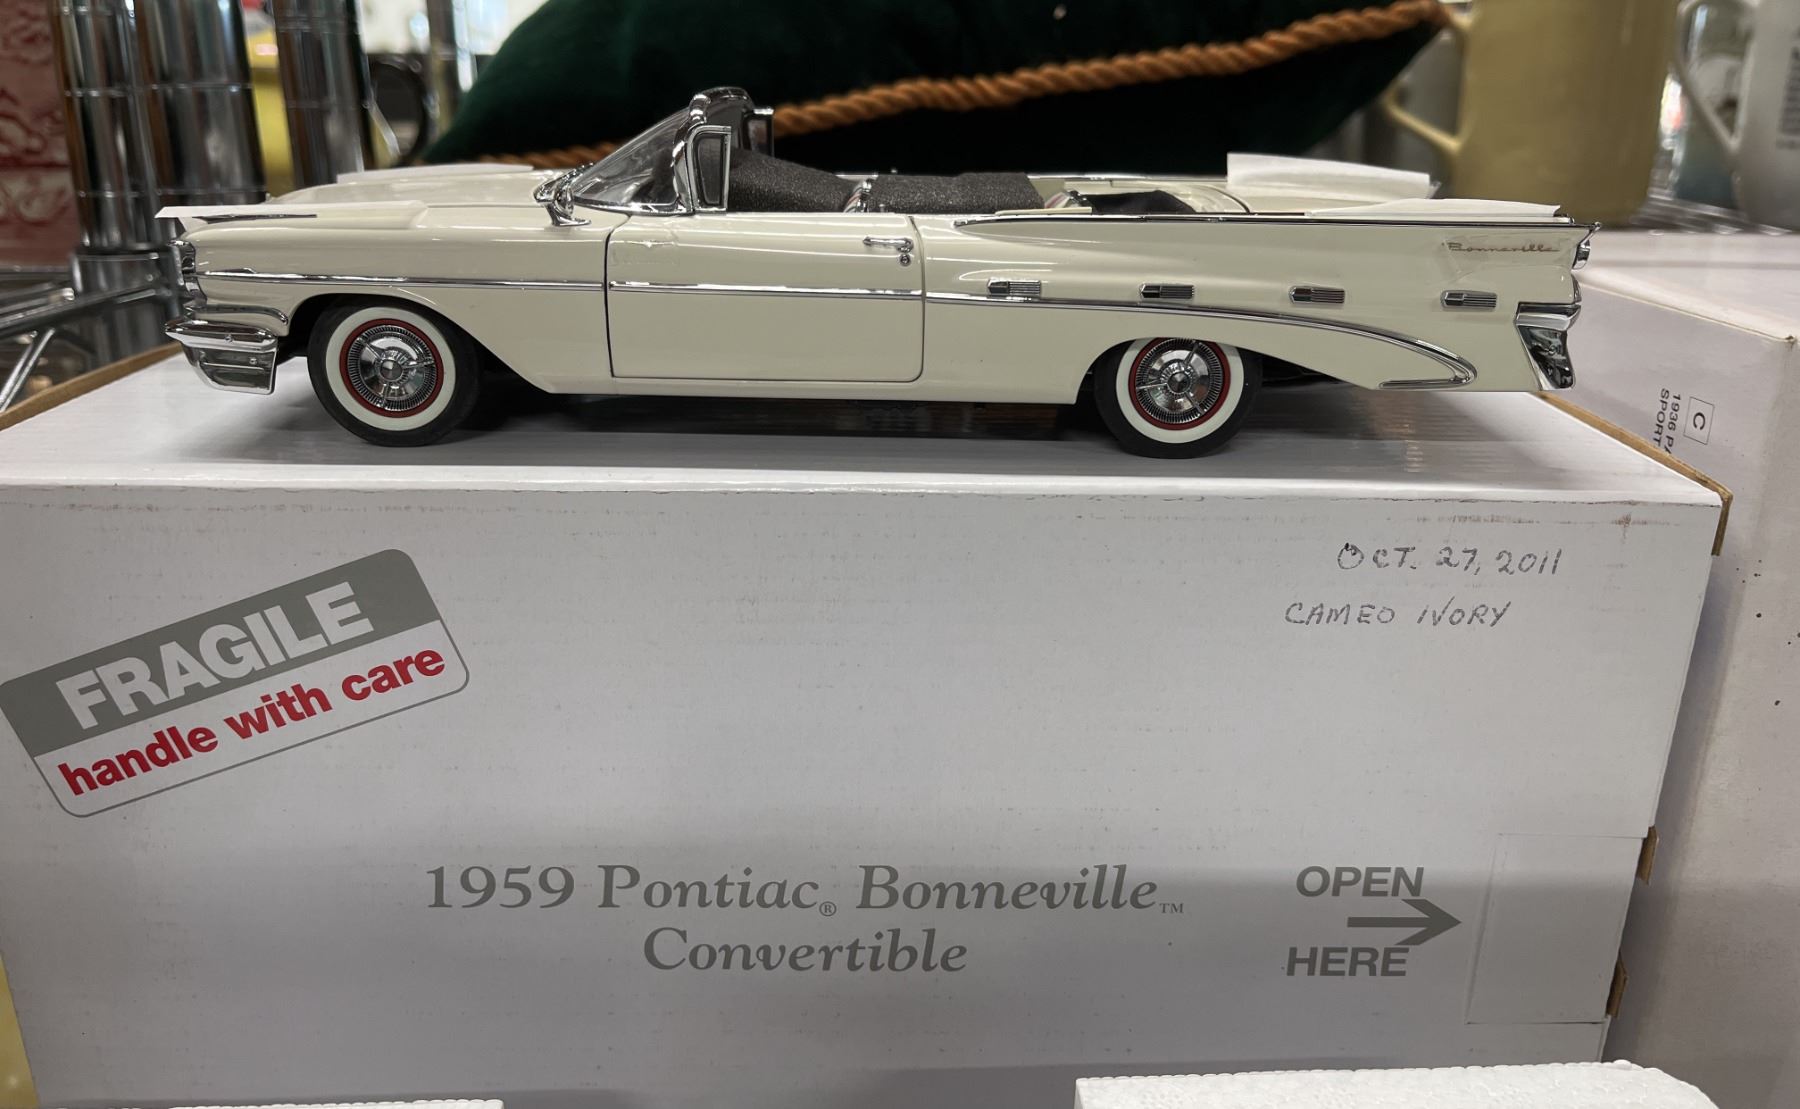 Bonneville
C
1936 P
SPORT
OCT. 27, 2011
CAMEO IVORY
FRAGILE
handle with care
1959 Pontiac® Bonneville™
Convertible
OPEN
HERE